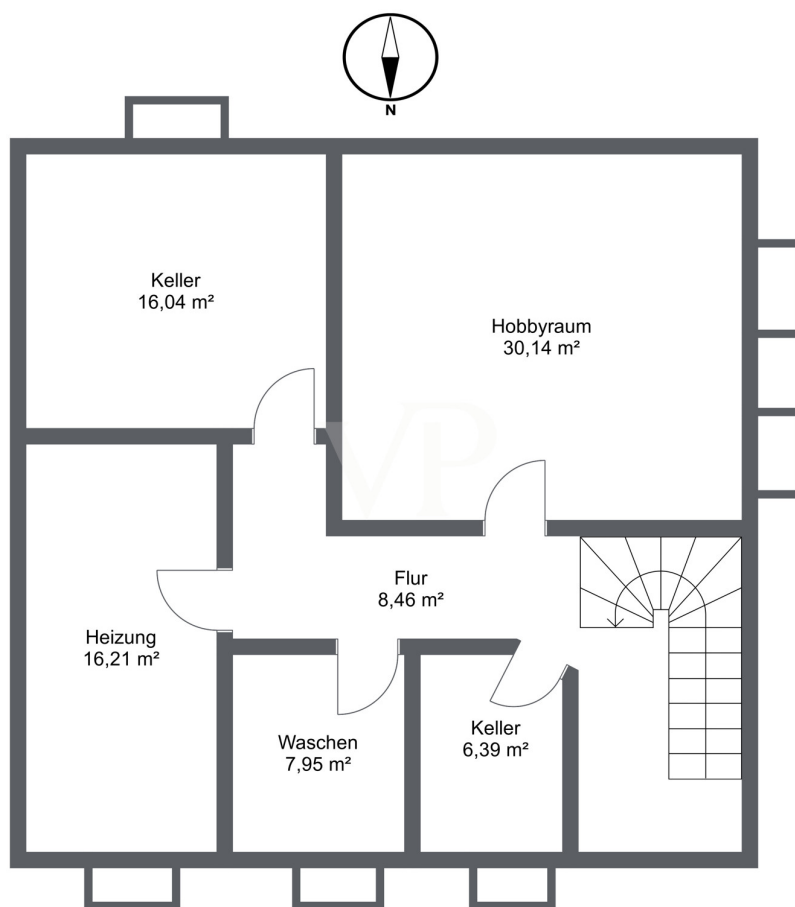 N
Keller
16,04 m²
Hobbyraum
30,14 m²
Flur
8,46 m²
Heizung
16,21 m²
Waschen
7,95 m²
Keller
6,39 m²
VP